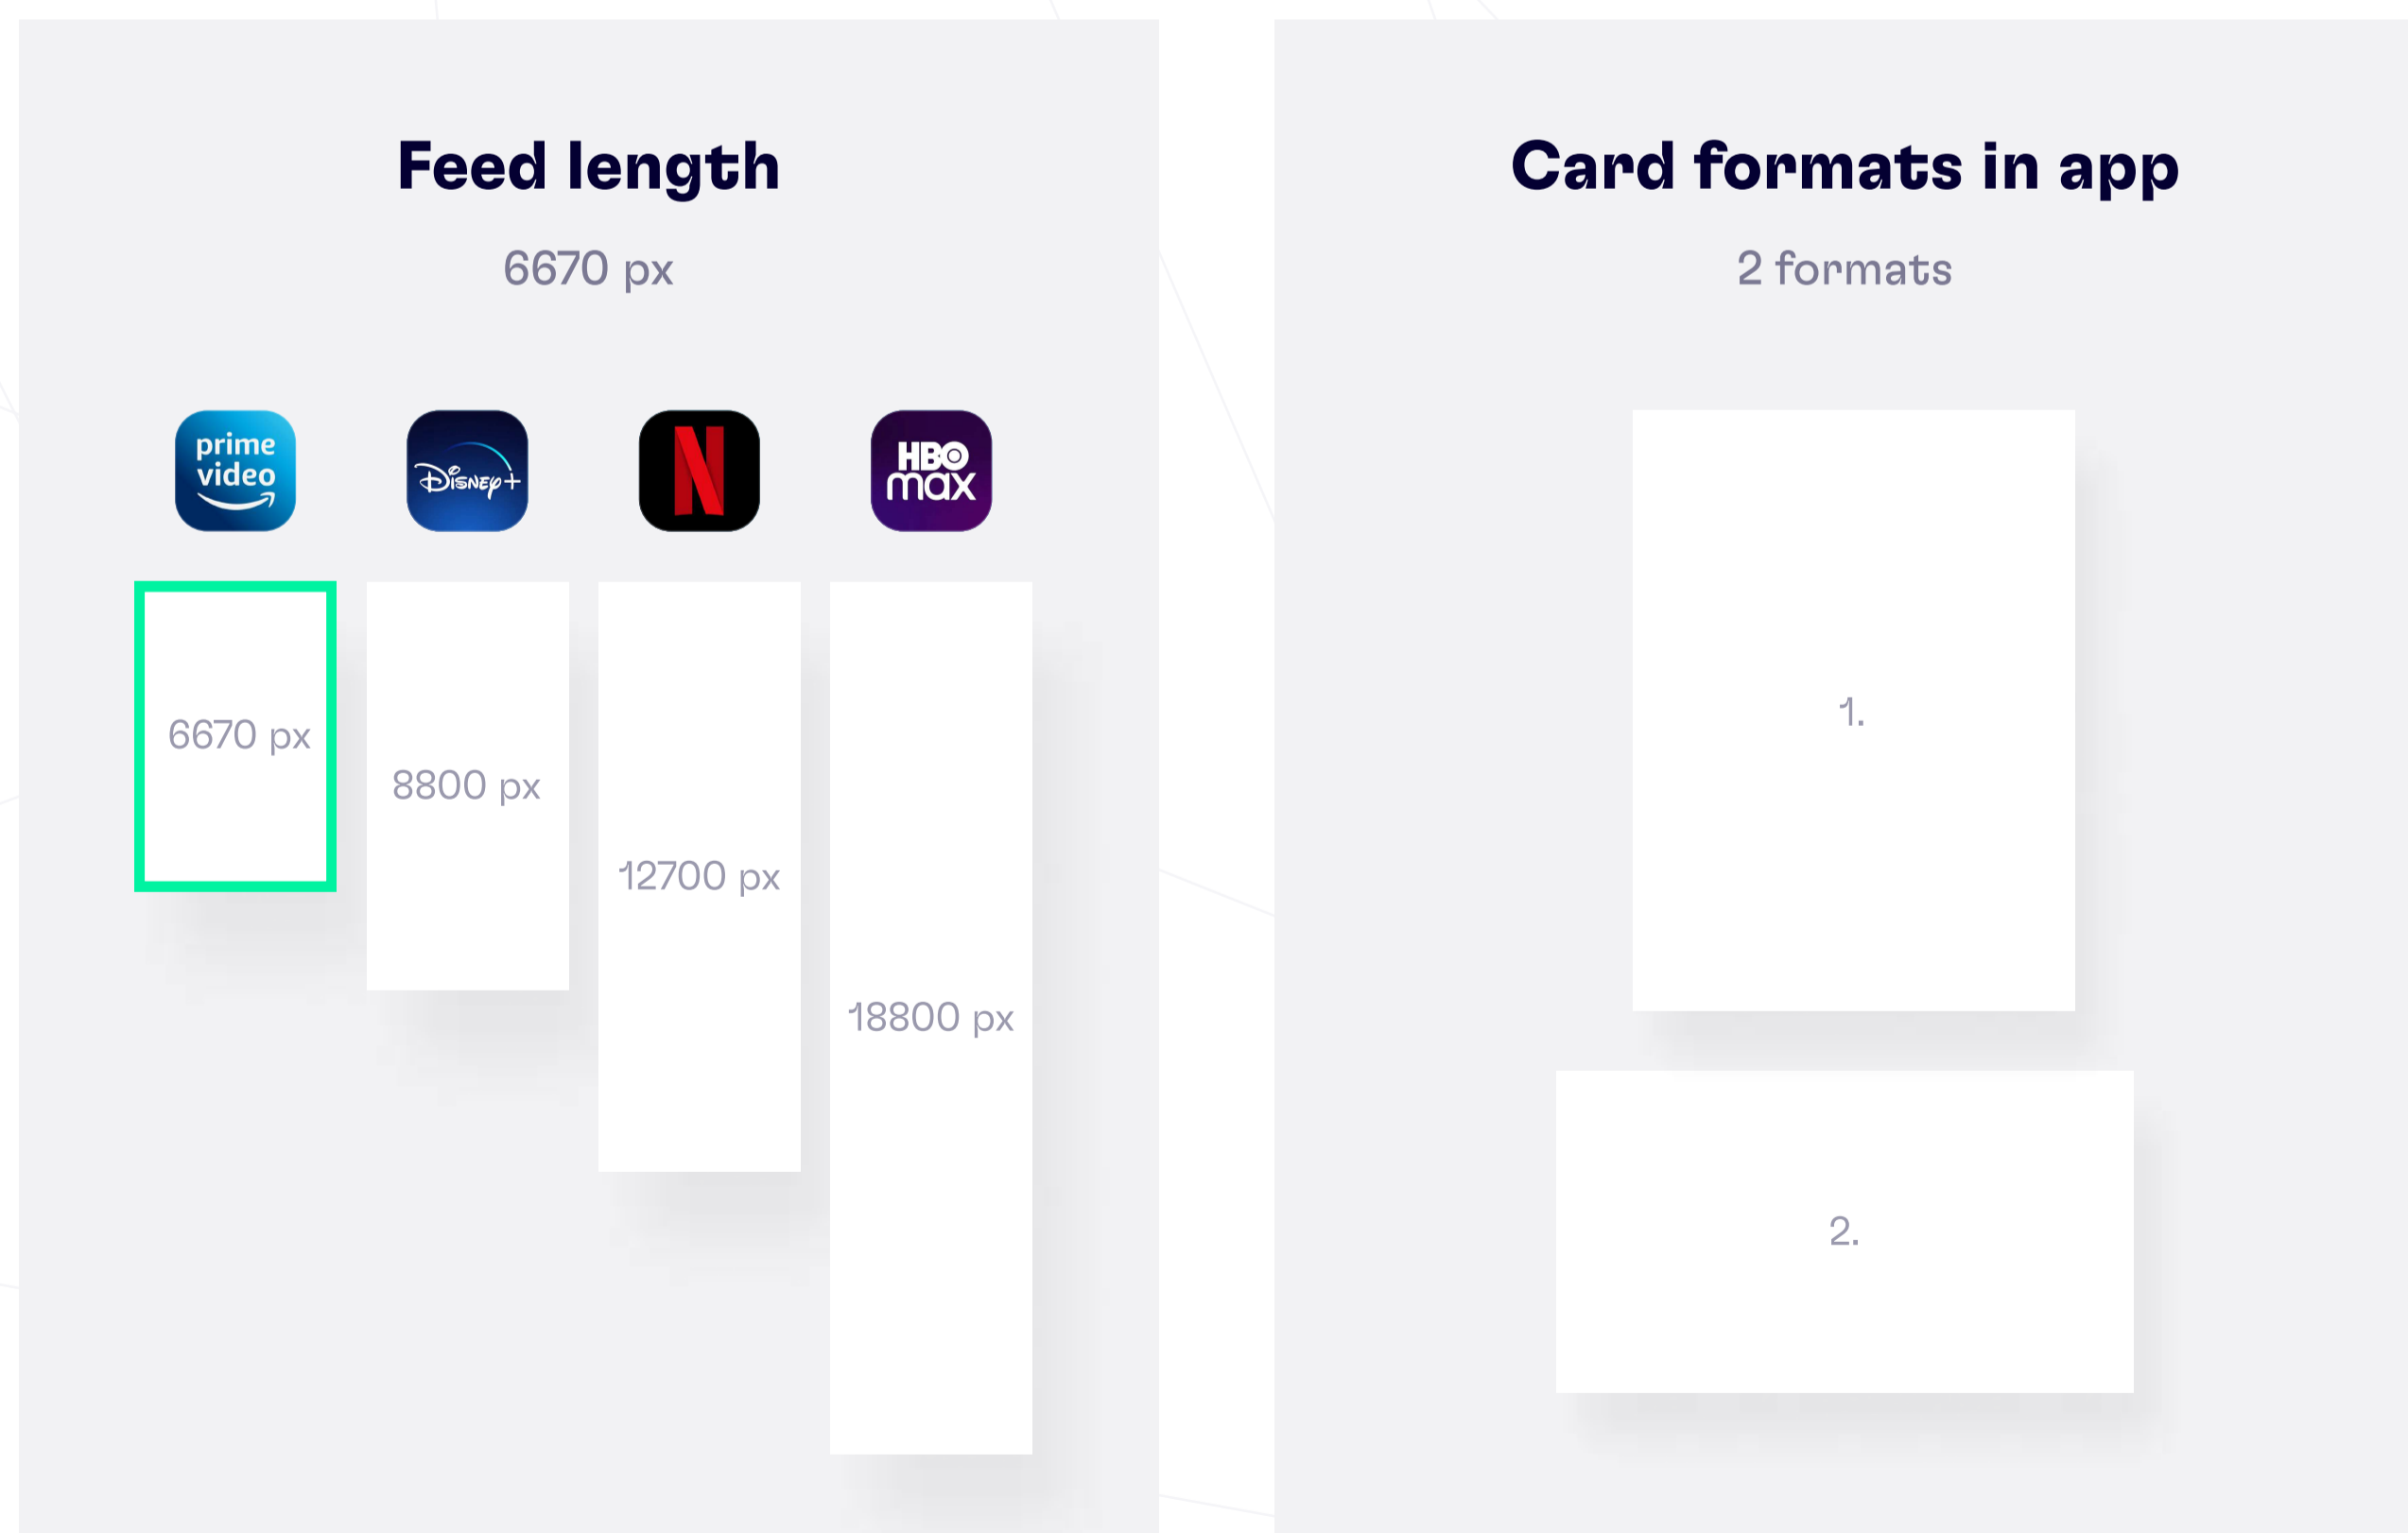 Feed length
6670 px
prime
video
Disney+
N
HBO
max
6670 px
8800 px
12700 px
18800 px
Card formats in app
2 formats
1.
2.